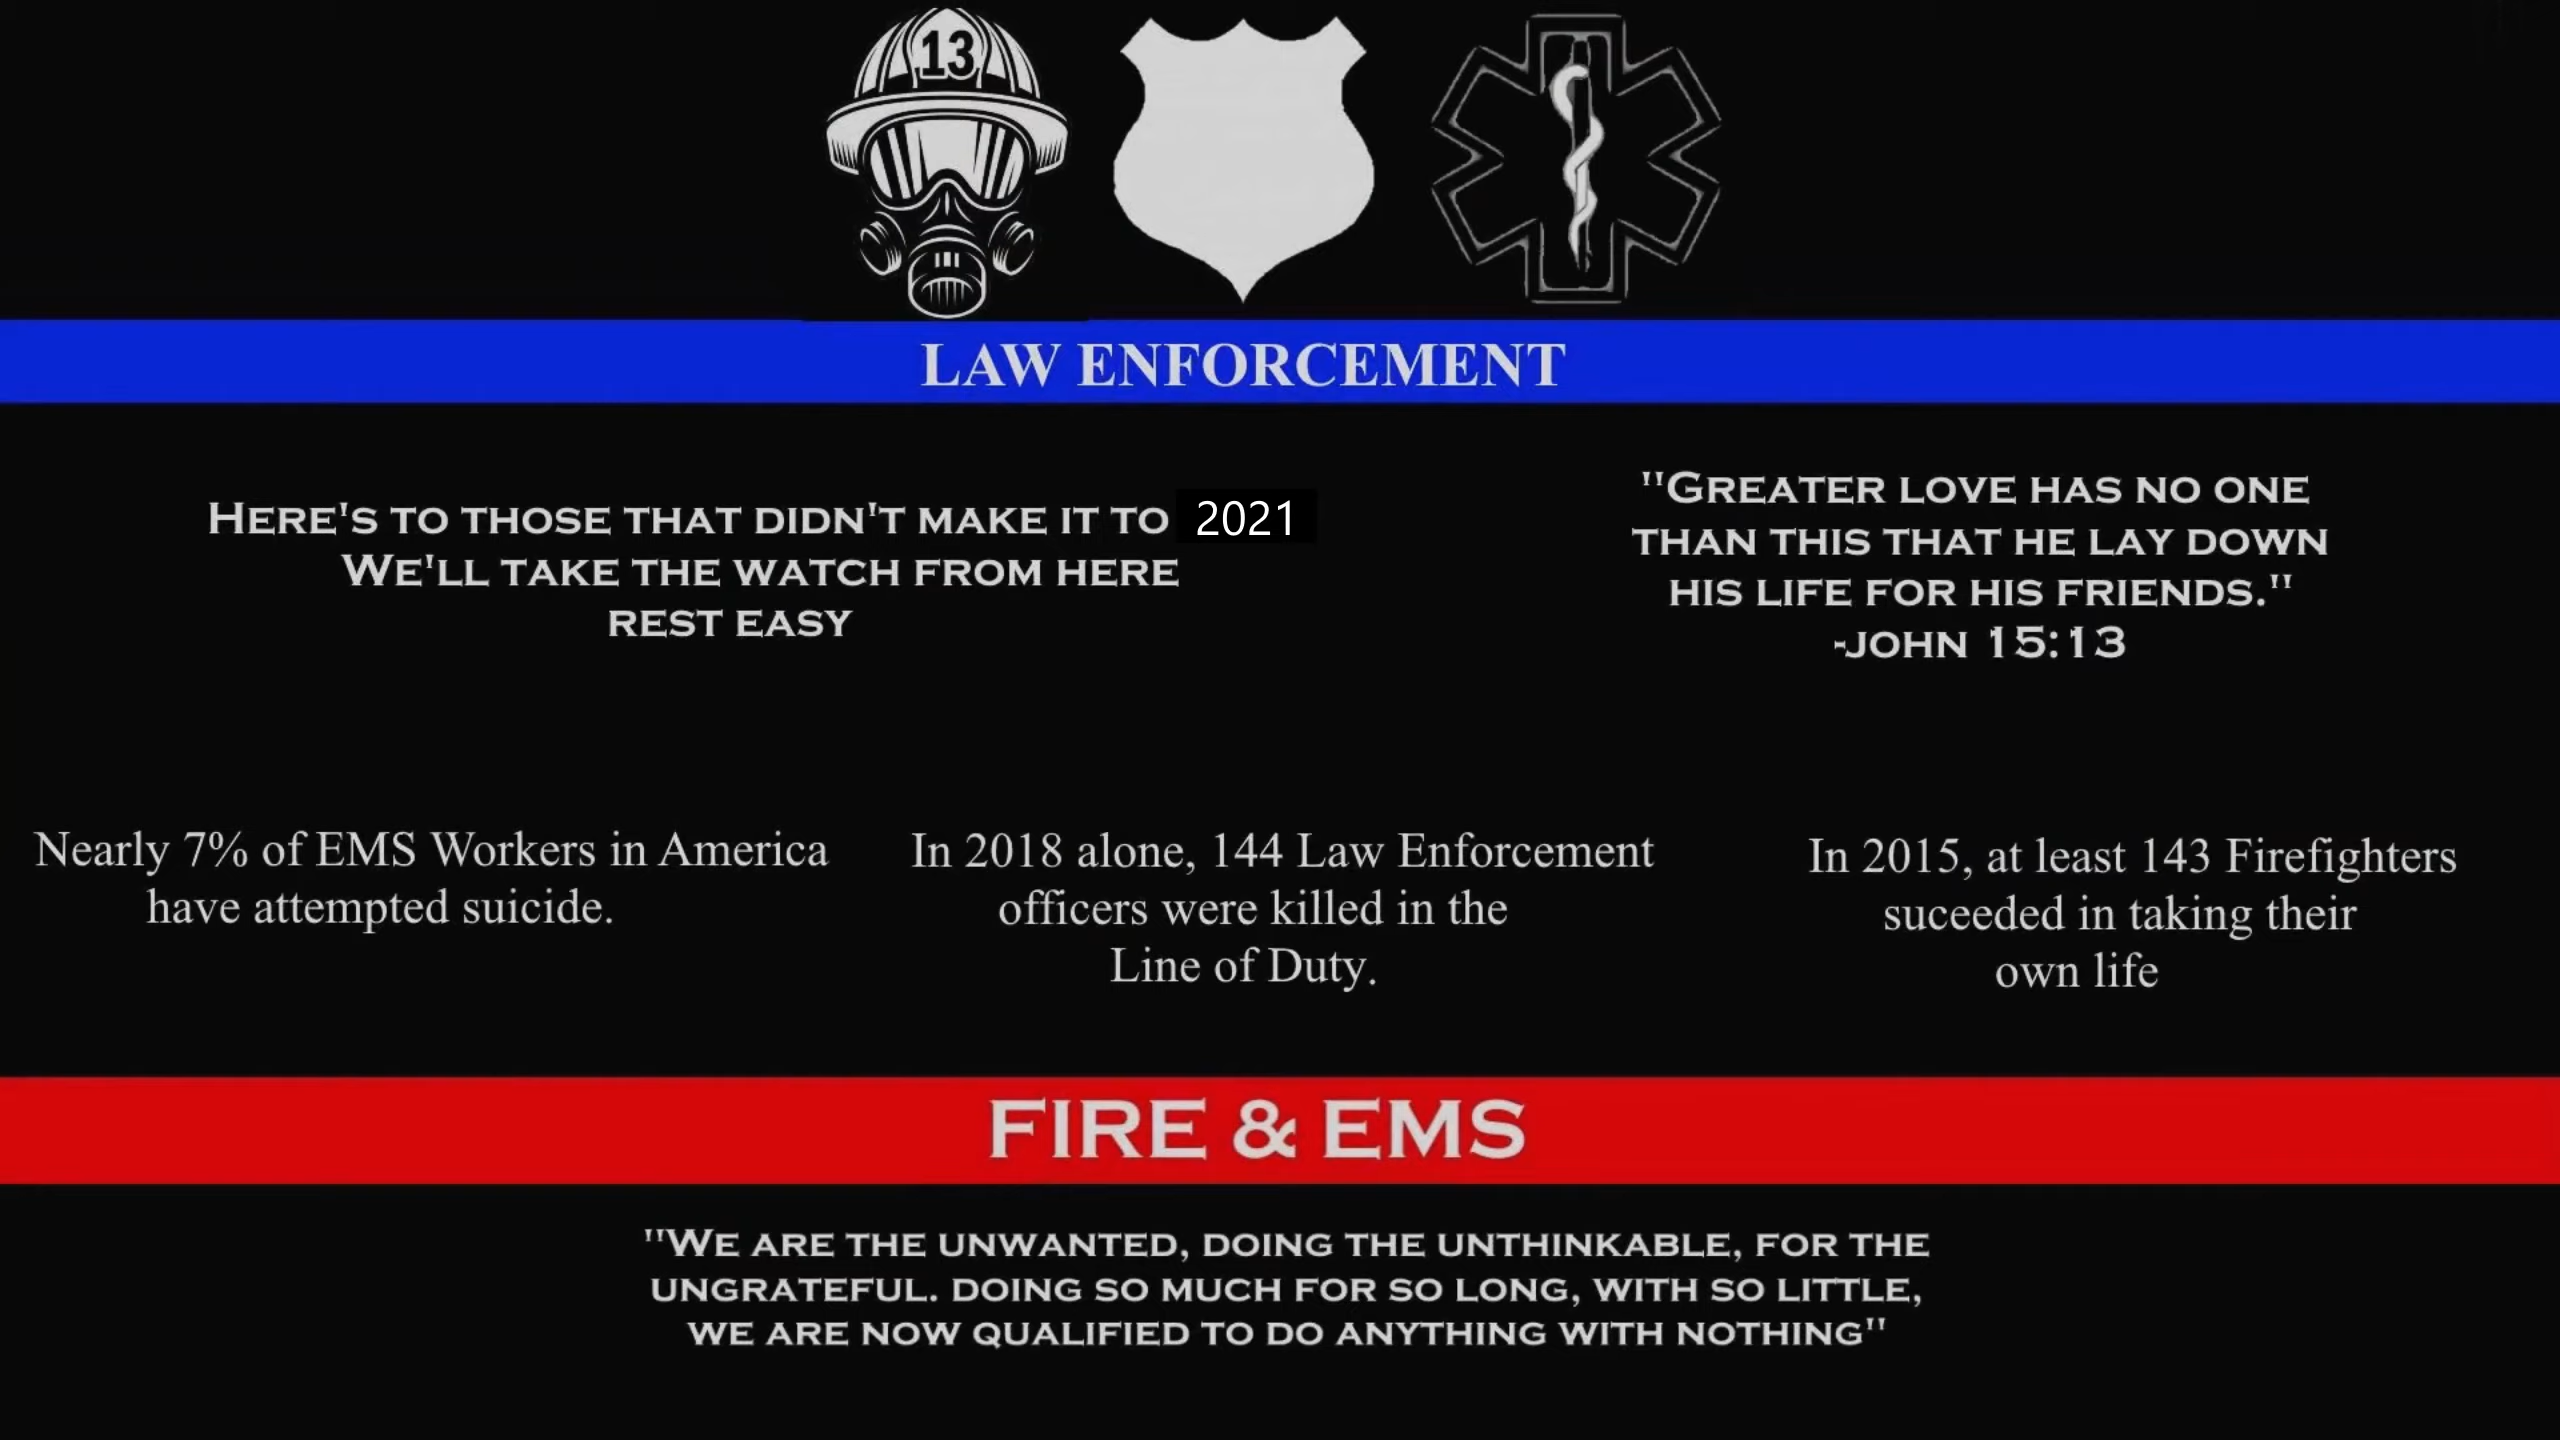 13
LAW ENFORCEMENT
HERE'S TO THOSE THAT DIDN'T MAKE IT TO 2021
WE'LL TAKE THE WATCH FROM HERE
REST EASY
"GREATER LOVE HAS NO ONE
THAN THIS THAT HE LAY DOWN
HIS LIFE FOR HIS FRIENDS."
-JOHN 15:13
Nearly 7% of EMS Workers in America
have attempted suicide.
In 2018 alone, 144 Law Enforcement
officers were killed in the
Line of Duty.
In 2015, at least 143 Firefighters
suceeded in taking their
own life
FIRE & EMS
"WE ARE THE UNWANTED, DOING THE UNTHINKABLE, FOR THE
UNGRATEFUL. DOING SO MUCH FOR SO LONG, WITH SO LITTLE,
WE ARE NOW QUALIFIED TO DO ANYTHING WITH NOTHING"